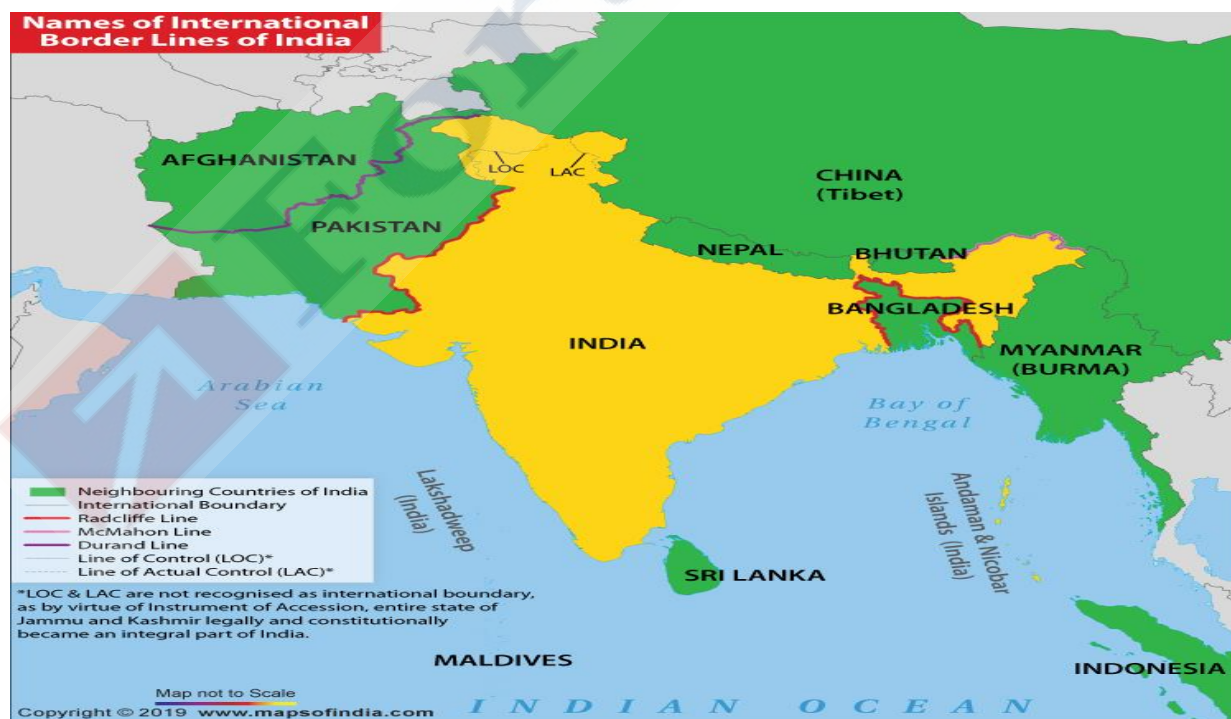 Names of International
Border Lines of India
AFGHANISTAN
LOC
LAC
CHINA
(Tibet)
PAKISTAN
NEPAL
BHUTAN
BANGLADESH
INDIA
MYANMAR
(BURMA)
Arabian
Sea
Bay of
Bengal
Lakshadweep
(India)
Andaman & Nicobar
Islands (India)
Neighbouring Countries of India
International Boundary
Radcliffe Line
McMahon Line
Durand Line
Line of Control (LOC)*
Line of Actual Control (LAC)*
SRI LANKA
*LOC & LAC are not recognised as international boundary,
as by virtue of Instrument of Accession, entire state of
Jammu and Kashmir legally and constitutionally
became an integral part of India.
MALDIVES
INDONESIA
Map not to Scale
INDIAN OCEAN
Copyright © 2019 www.mapsofindia.com